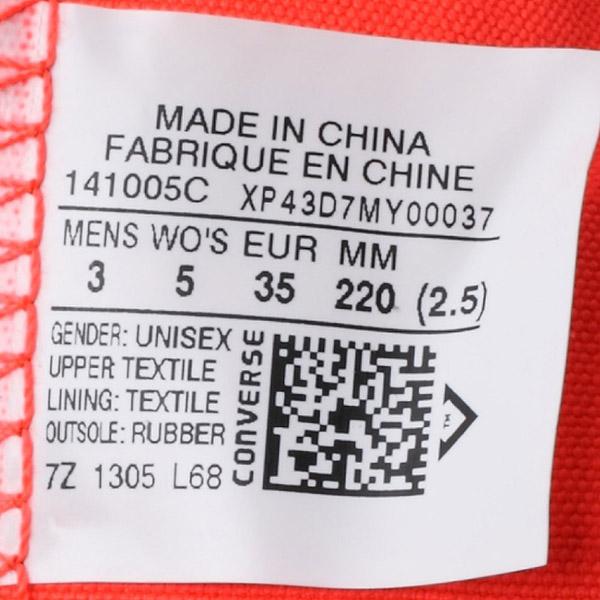 MADE IN CHINA
FABRIQUE EN CHINE
141005C XP43D7MY00037
MENS WO'S EUR MM
3 5 35 220 (2.5)
GENDER: UNISEX
UPPER TEXTILE
LINING: TEXTILE
OUTSOLE: RUBBER
7Z 1305 L68
CONVERSE